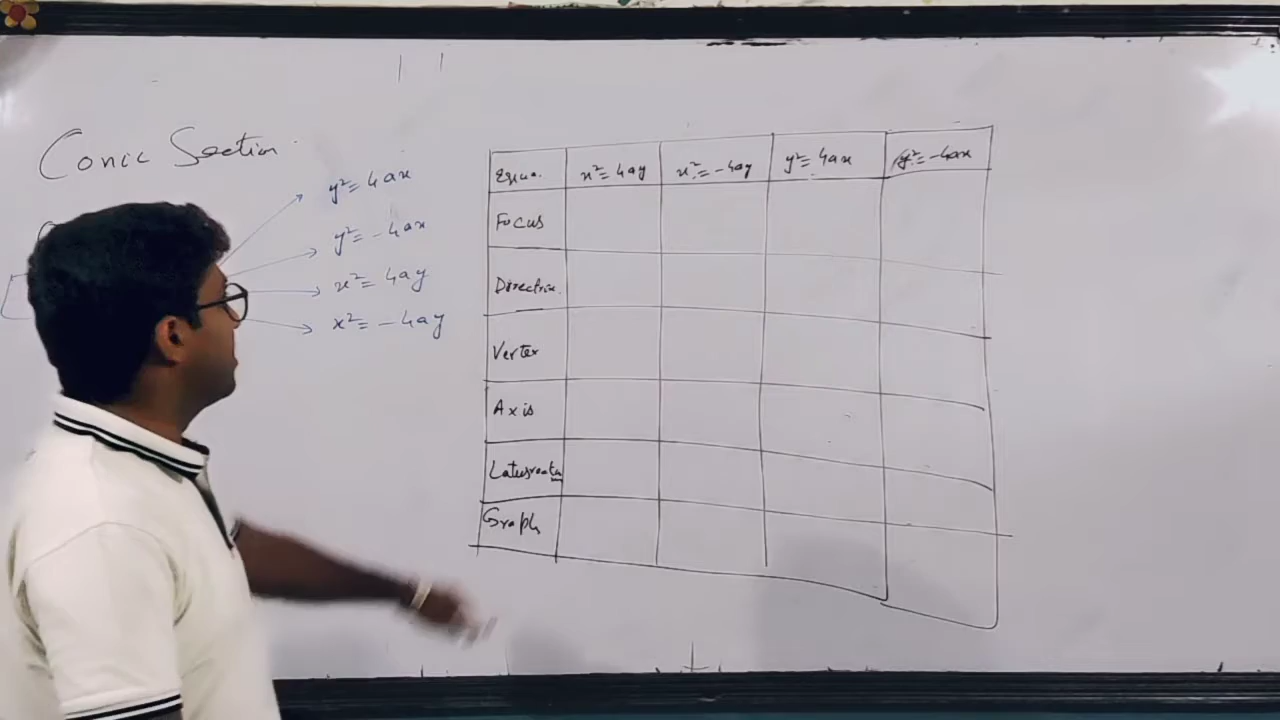 Conic Section
y² = 4ax
y² = -4ax
x² = 4ay
x² = -4ay
Equa. x² = 4ay x² = -4ay y² = 4ax y² = -4ax
Focus
Directrix.
Vertex
Axis
Latusrectum
Graph